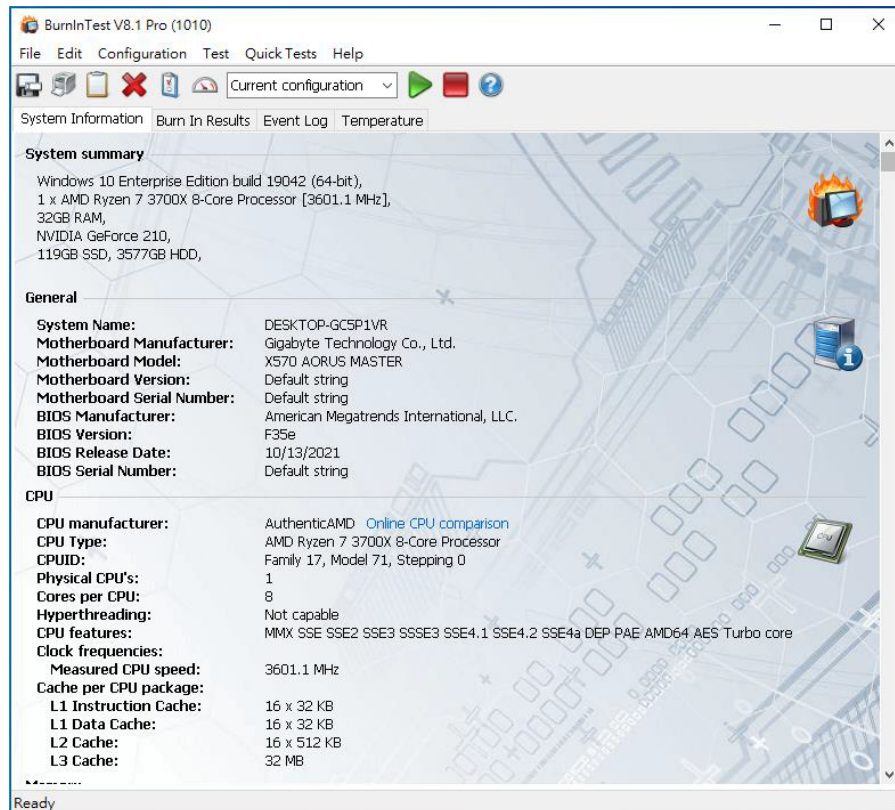 BurnInTest V8.1 Pro (1010)
File Edit Configuration Test Quick Tests Help
Current configuration
System Information Burn In Results Event Log Temperature
System summary
Windows 10 Enterprise Edition build 19042 (64-bit),
1 x AMD Ryzen 7 3700X 8-Core Processor [3601.1 MHz],
32GB RAM,
NVIDIA GeForce 210,
119GB SSD, 3577GB HDD,
General
System Name: DESKTOP-GC5P1VR
Motherboard Manufacturer: Gigabyte Technology Co., Ltd.
Motherboard Model: X570 AORUS MASTER
Motherboard Version: Default string
Motherboard Serial Number: Default string
BIOS Manufacturer: American Megatrends International, LLC.
BIOS Version: F35e
BIOS Release Date: 10/13/2021
BIOS Serial Number: Default string
CPU
CPU manufacturer: AuthenticAMD Online CPU comparison
CPU Type: AMD Ryzen 7 3700X 8-Core Processor
CPUID: Family 17, Model 71, Stepping 0
Physical CPU's: 1
Cores per CPU: 8
Hyperthreading: Not capable
CPU features: MMX SSE SSE2 SSE3 SSSE3 SSE4.1 SSE4.2 SSE4a DEP PAE AMD64 AES Turbo core
Clock frequencies:
Measured CPU speed: 3601.1 MHz
Cache per CPU package:
L1 Instruction Cache: 16 x 32 KB
L1 Data Cache: 16 x 32 KB
L2 Cache: 16 x 512 KB
L3 Cache: 32 MB
Ready